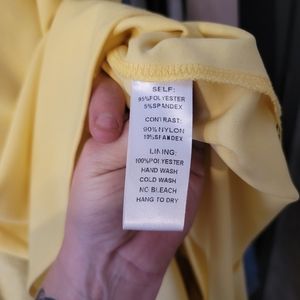 SELF:
95%POLYESTER
5%SPANDEX
CONTRAST:
90%NYLON
10%SPANDEX
LINING:
100%POLYESTER
HAND WASH
COLD WASH
NO BLEACH
HANG TO DRY